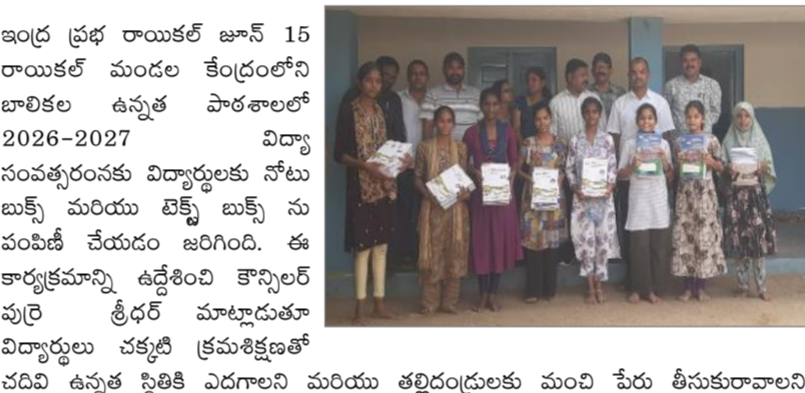 ఇంద్ర ప్రభ రాయికల్ జూన్ 15
రాయికల్ మండల కేంద్రంలోని
బాలికల ఉన్నత పాఠశాలలో
2026-2027 విద్యా
సంవత్సరంనకు విద్యార్థులకు నోటు
బుక్స్ మరియు టెక్స్ట్ బుక్స్ ను
పంపిణీ చేయడం జరిగింది. ఈ
కార్యక్రమాన్ని ఉద్దేశించి కౌన్సిలర్
పుర్రె శ్రీధర్ మాట్లాడుతూ
విద్యార్థులు చక్కటి క్రమశిక్షణతో
చదివి ఉన్నత స్థితికి ఎదగాలని మరియు తల్లిదండ్రులకు మంచి పేరు తీసుకురావాలని